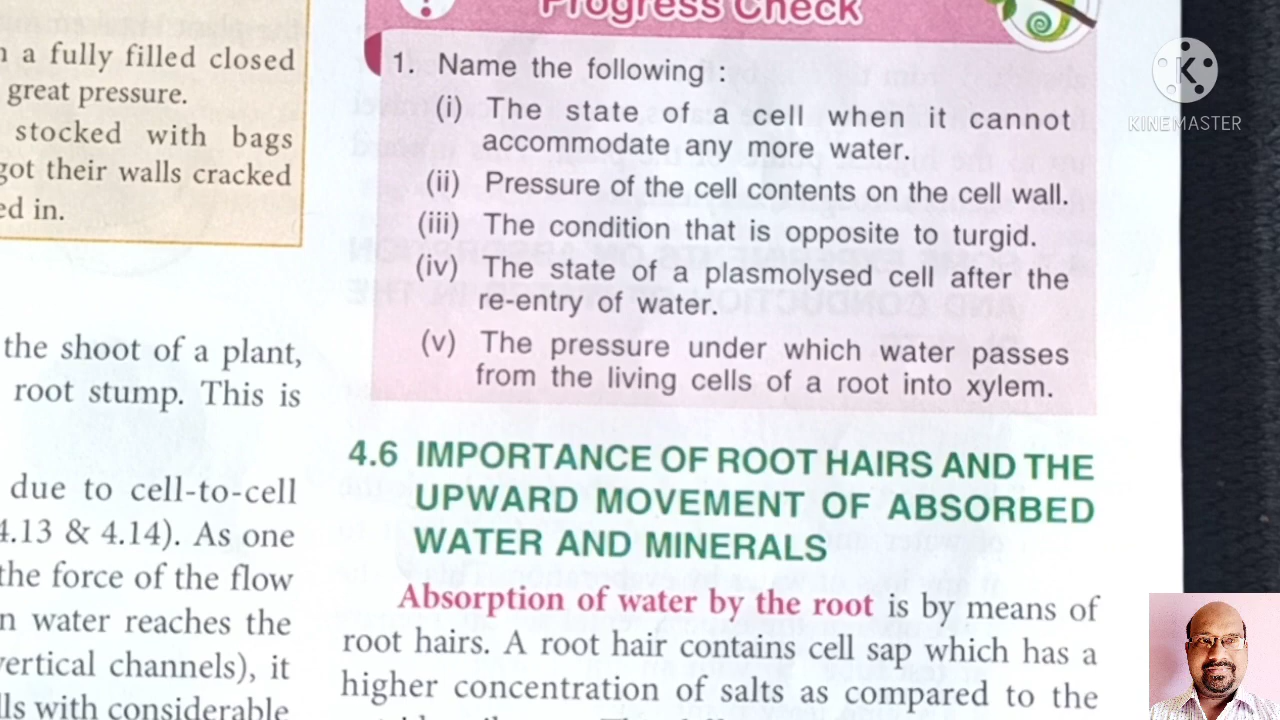 n a fully filled closed
great pressure.
stocked with bags
got their walls cracked
ed in.
the shoot of a plant,
root stump. This is
due to cell-to-cell
4.13 & 4.14). As one
the force of the flow
n water reaches the
vertical channels), it
lls with considerable
Progress Check
1. Name the following :
(i) The state of a cell when it cannot
accommodate any more water.
(ii) Pressure of the cell contents on the cell wall.
(iii) The condition that is opposite to turgid.
(iv) The state of a plasmolysed cell after the
re-entry of water.
(v) The pressure under which water passes
from the living cells of a root into xylem.
4.6 IMPORTANCE OF ROOT HAIRS AND THE
UPWARD MOVEMENT OF ABSORBED
WATER AND MINERALS
Absorption of water by the root is by means of
root hairs. A root hair contains cell sap which has a
higher concentration of salts as compared to the
K
KINEMASTER